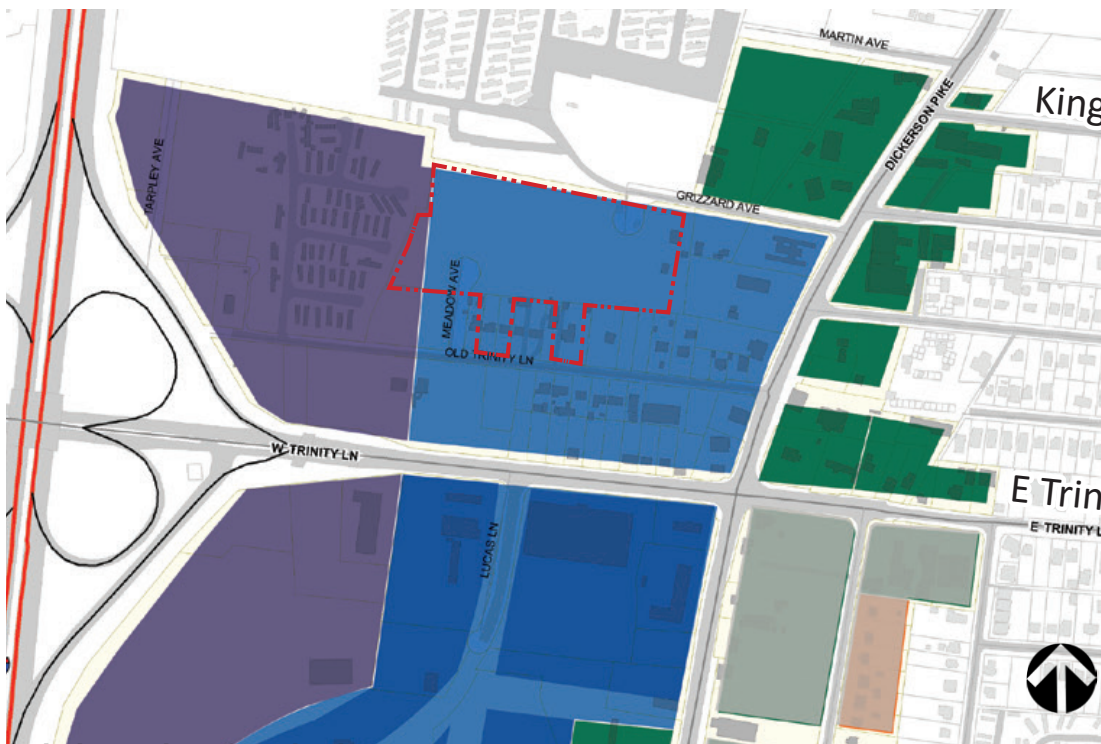 MARTIN AVE
King
DICKERSON PIKE
TARPLEY AVE
GRIZZARD AVE
MEADOW AVE
OLD TRINITY LN
W TRINITY LN
E Trin
E TRINITY L
LUCAS LN